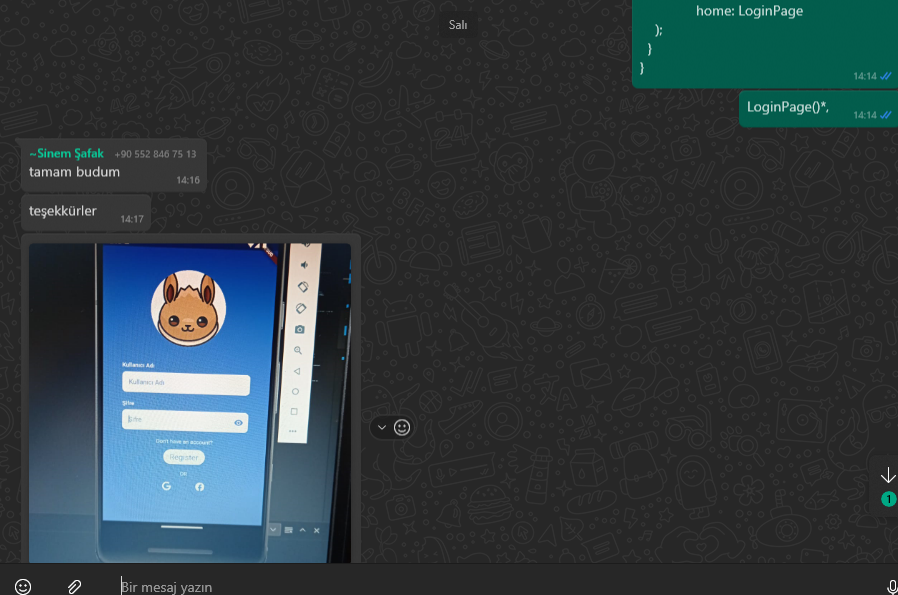 Salı
home: LoginPage
);
}
}
14:14
LoginPage()*,
14:14
~Sinem Şafak +90 552 846 75 13
tamam budum
14:16
teşekkürler
14:17
Kullanıcı Adı
Kullanıcı Adı
Şifre
Şifre
Don't have an account?
Register
OR
G
1
Bir mesaj yazın